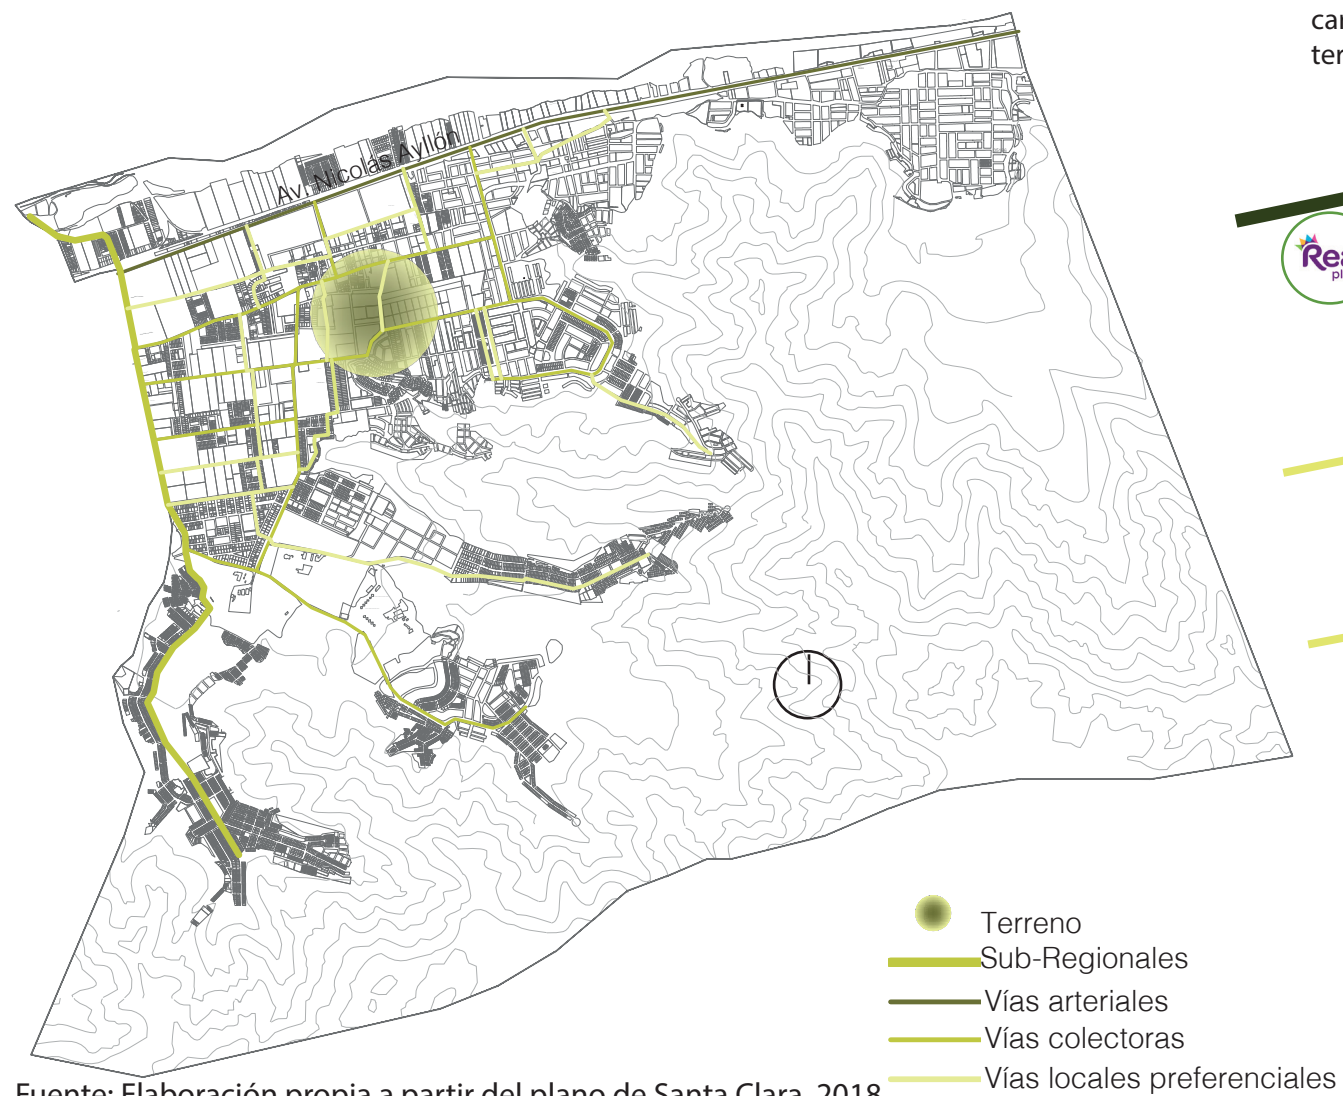 Av. Nicolas Ayllón
Terreno
Sub-Regionales
Vías arteriales
Vías colectoras
Vías locales preferenciales
Fuente: Elaboración propia a partir del plano de Santa Clara, 2018